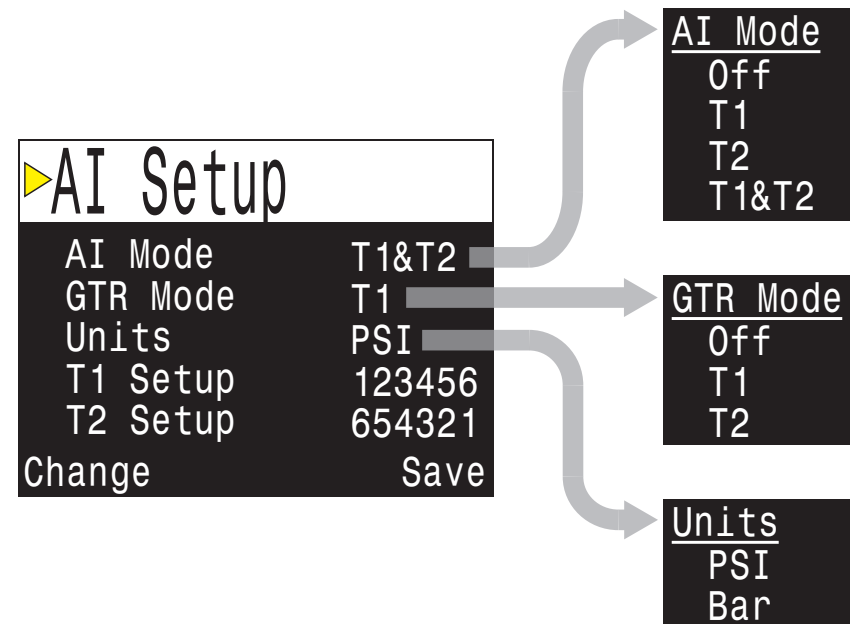 AI Setup
AI Mode T1&T2
GTR Mode T1
Units PSI
T1 Setup 123456
T2 Setup 654321
Change Save
AI Mode
Off
T1
T2
T1&T2
GTR Mode
Off
T1
T2
Units
PSI
Bar